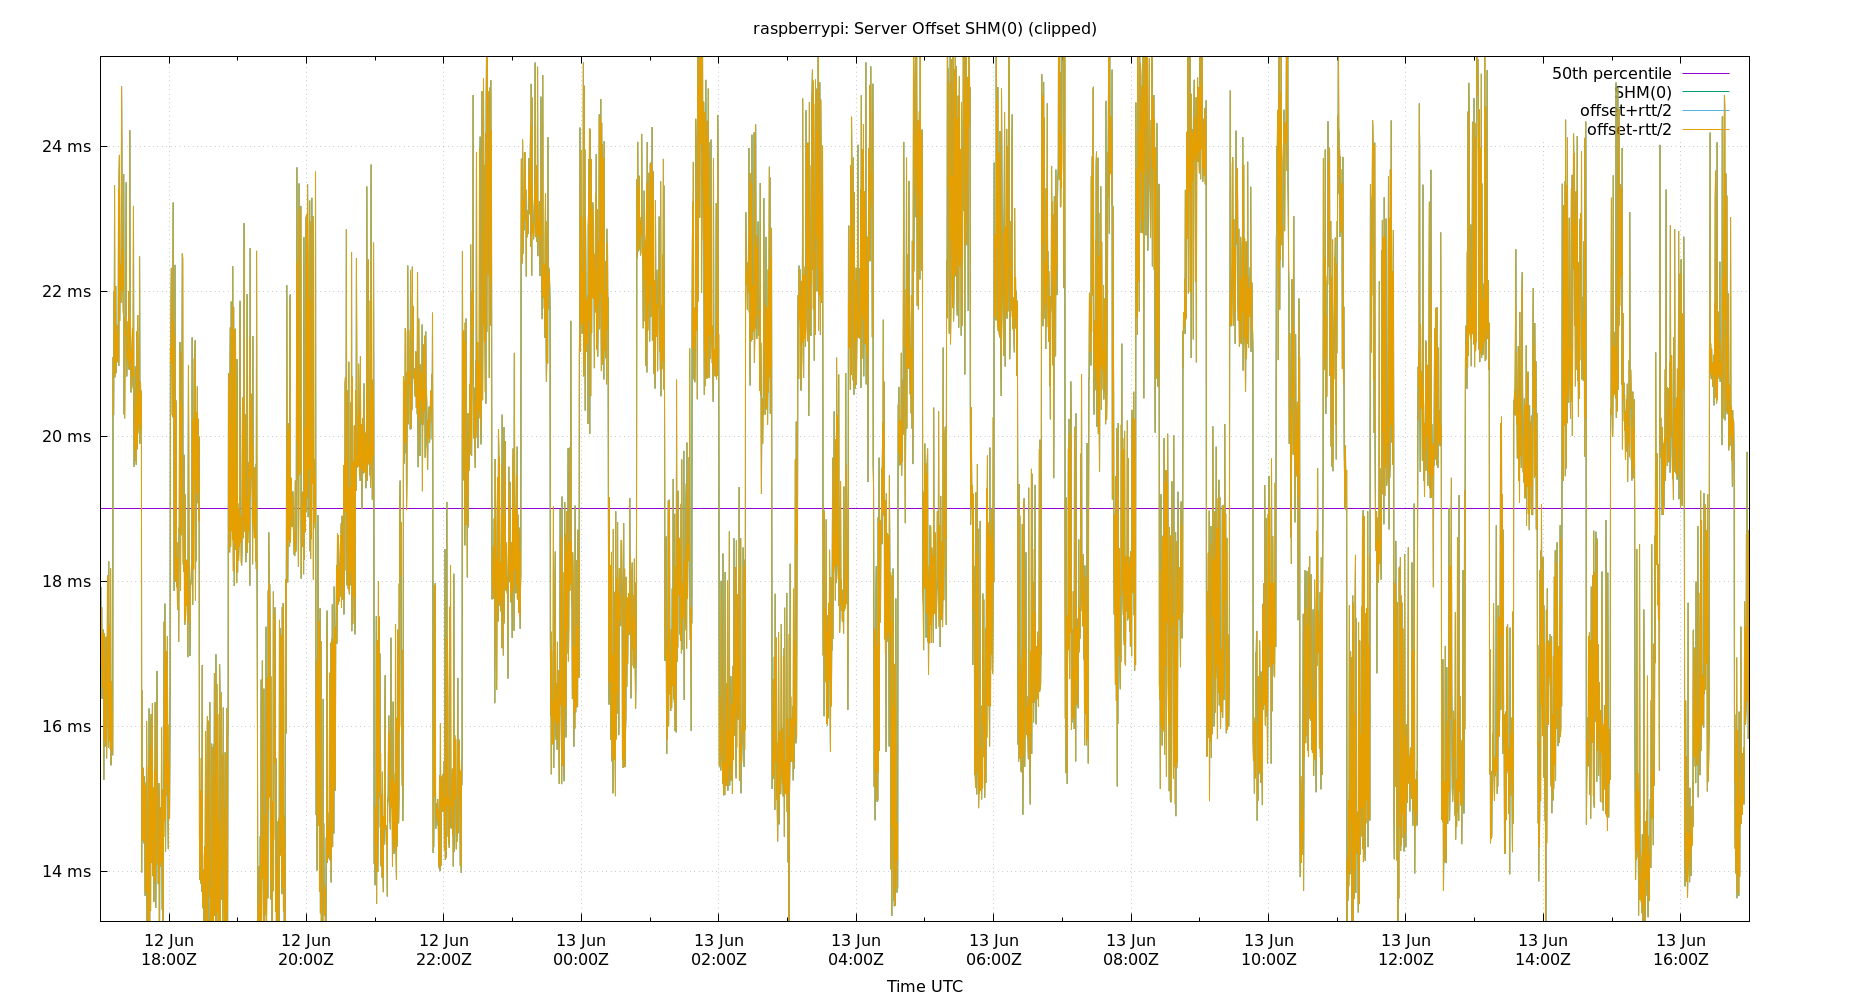 raspberrypi: Server Offset SHM(0) (clipped)
50th percentile
SHM(0)
offset+rtt/2
offset-rtt/2
24 ms
22 ms
20 ms
18 ms
16 ms
14 ms
12 Jun 12 Jun 12 Jun 13 Jun 13 Jun 13 Jun 13 Jun 13 Jun 13 Jun 13 Jun 13 Jun 13 Jun
18:00Z 20:00Z 22:00Z 00:00Z 02:00Z 04:00Z 06:00Z 08:00Z 10:00Z 12:00Z 14:00Z 16:00Z
Time UTC